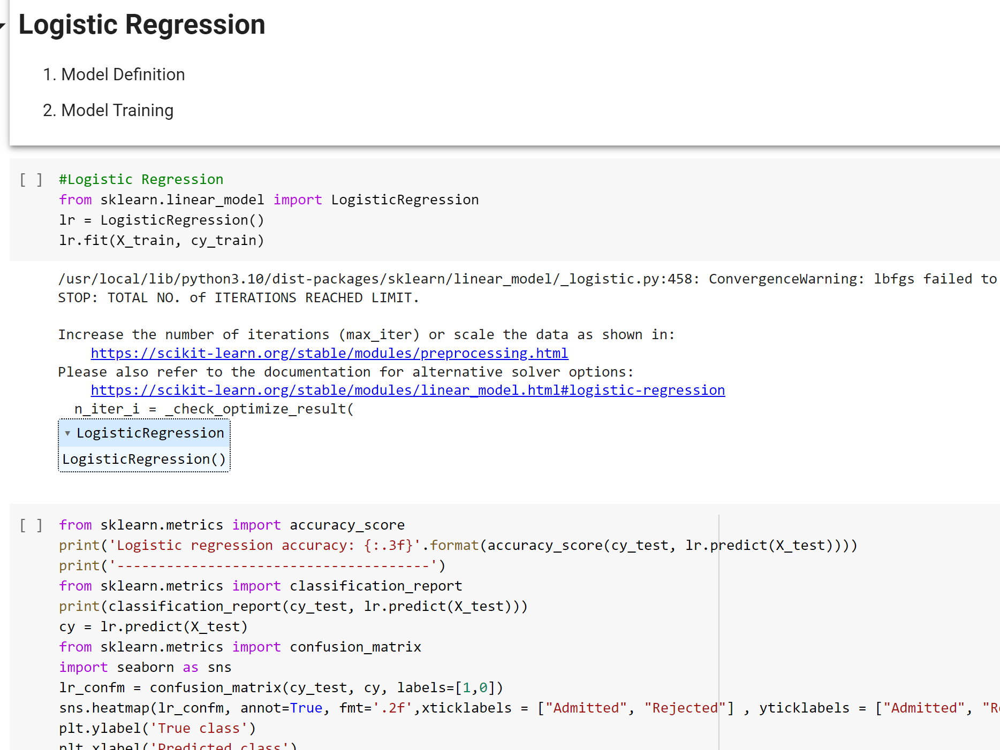 Logistic Regression
1. Model Definition
2. Model Training
[ ] #Logistic Regression
from sklearn.linear_model import LogisticRegression
lr = LogisticRegression()
lr.fit(X_train, cy_train)
/usr/local/lib/python3.10/dist-packages/sklearn/linear_model/_logistic.py:458: ConvergenceWarning: lbfgs failed to
STOP: TOTAL NO. of ITERATIONS REACHED LIMIT.
Increase the number of iterations (max_iter) or scale the data as shown in:
https://scikit-learn.org/stable/modules/preprocessing.html
Please also refer to the documentation for alternative solver options:
https://scikit-learn.org/stable/modules/linear_model.html#logistic-regression
n_iter_i = _check_optimize_result(
▾ LogisticRegression
LogisticRegression()
[ ] from sklearn.metrics import accuracy_score
print('Logistic regression accuracy: {:.3f}'.format(accuracy_score(cy_test, lr.predict(X_test))))
print('--------------------------------------')
from sklearn.metrics import classification_report
print(classification_report(cy_test, lr.predict(X_test)))
cy = lr.predict(X_test)
from sklearn.metrics import confusion_matrix
import seaborn as sns
lr_confm = confusion_matrix(cy_test, cy, labels=[1,0])
sns.heatmap(lr_confm, annot=True, fmt='.2f',xticklabels = ["Admitted", "Rejected"] , yticklabels = ["Admitted",
plt.ylabel('True class')
plt.xlabel('Predicted class')